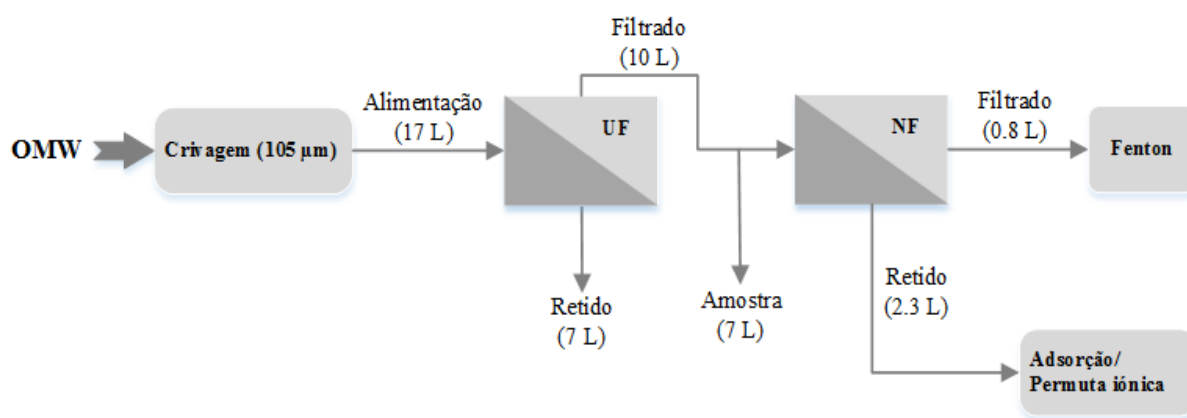 OMW
Crivagem (105 µm)
Alimentação
(17 L)
UF
Filtrado
(10 L)
Retido
(7 L)
Amostra
(7 L)
NF
Filtrado
(0.8 L)
Fenton
Retido
(2.3 L)
Adsorção/
Permuta iónica